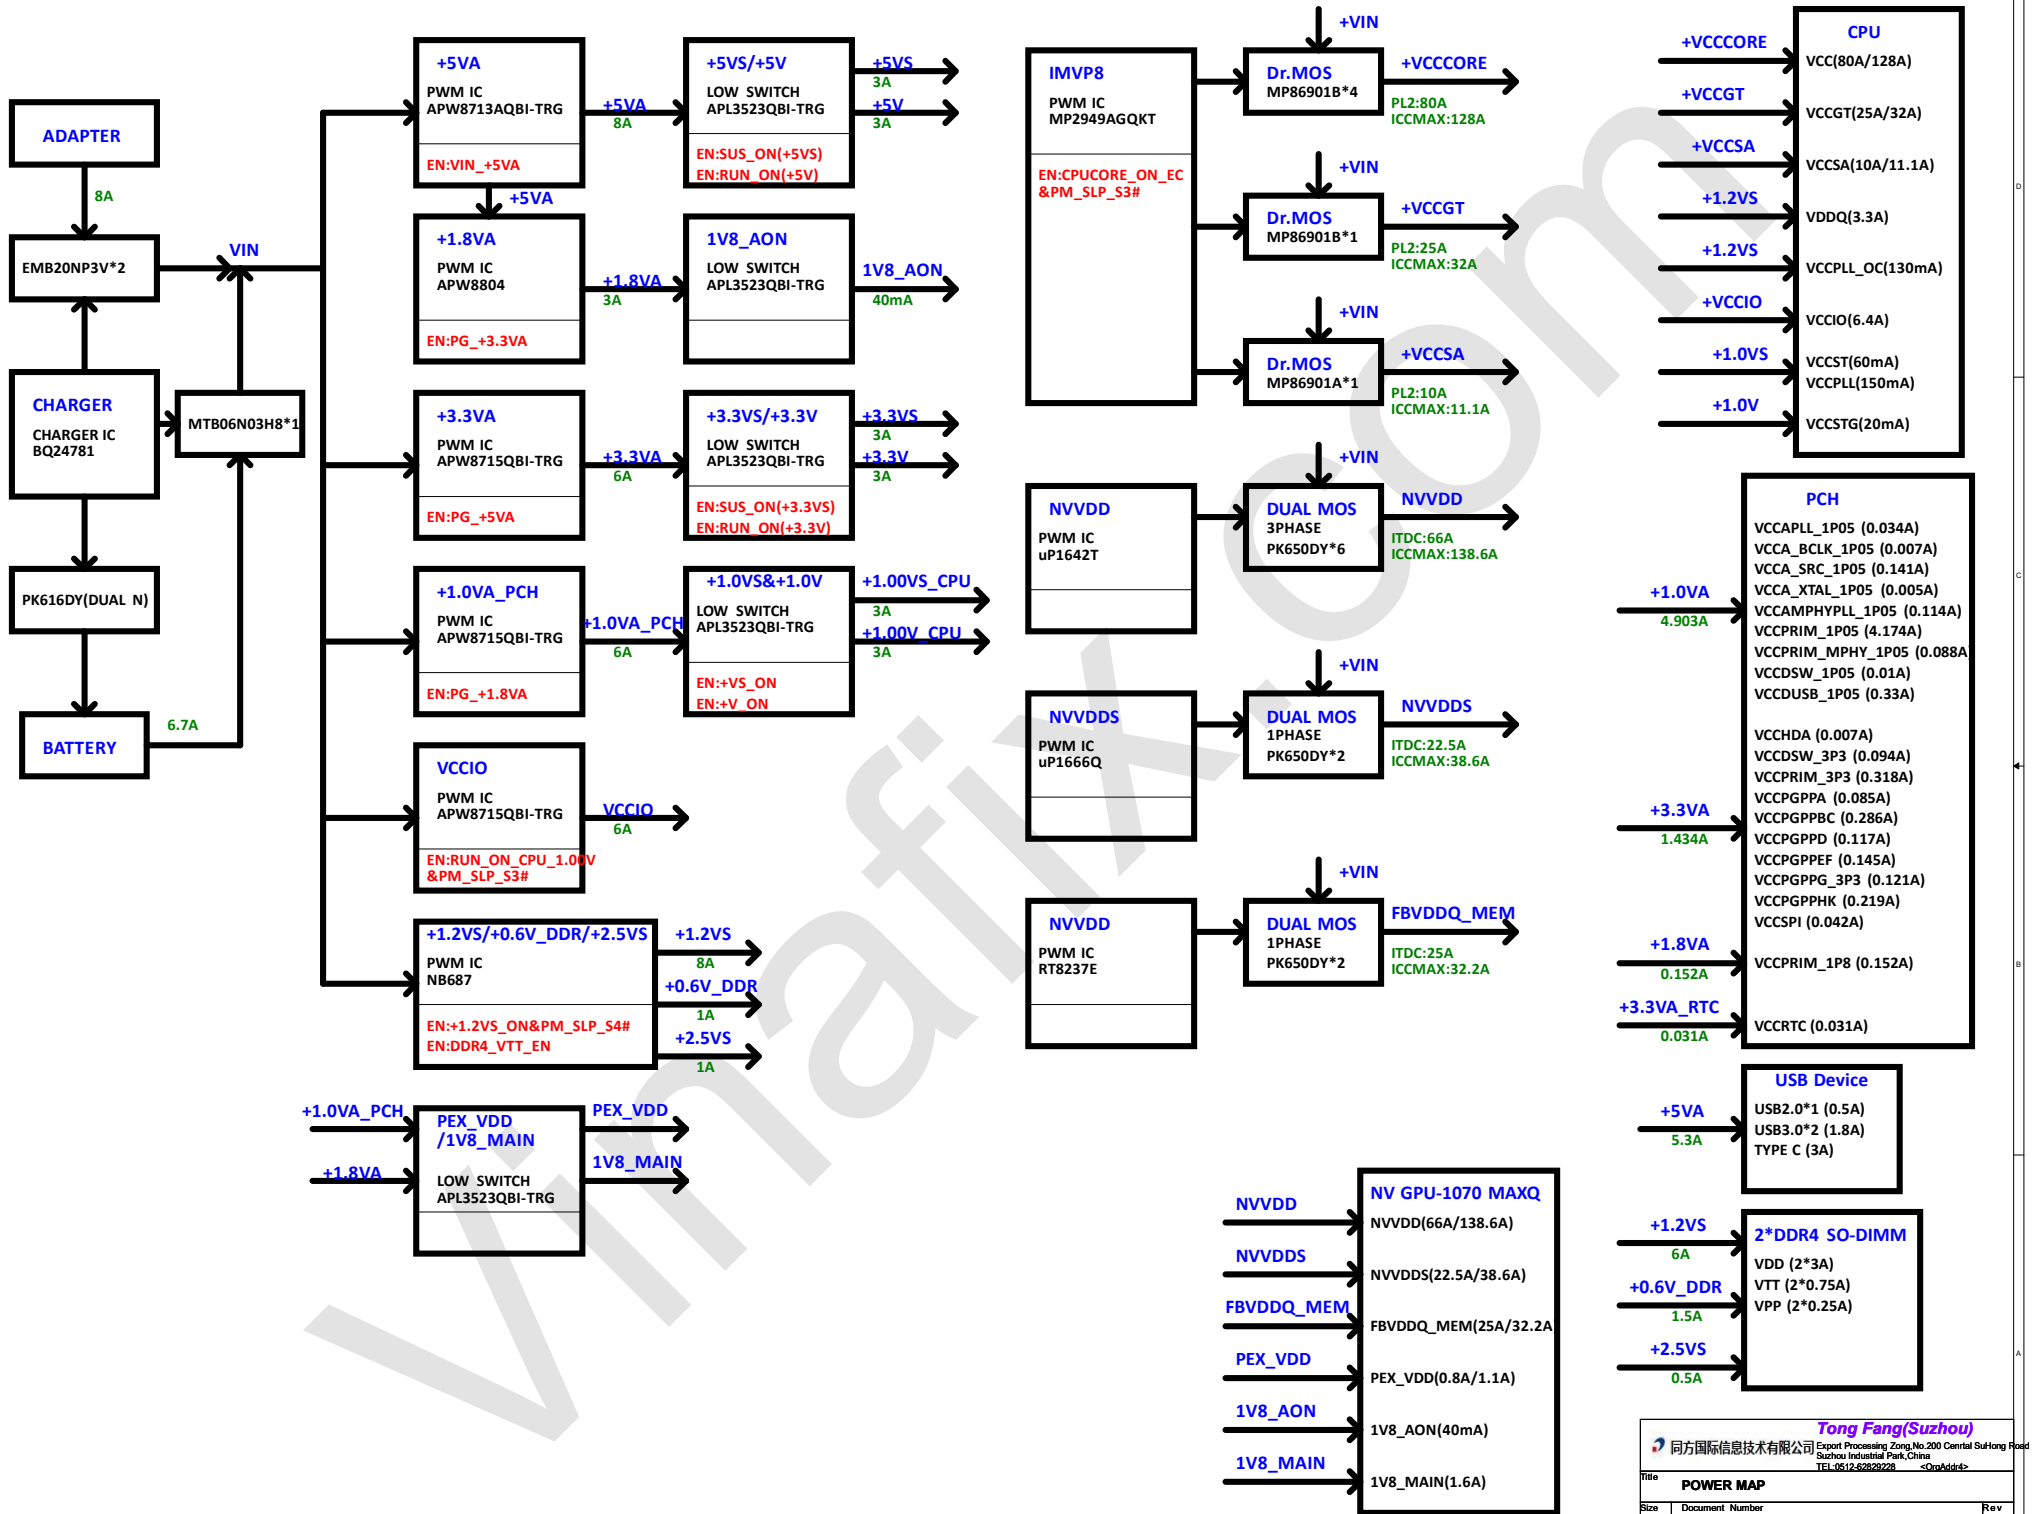 ADAPTER
8A
EMB20NP3V*2
VIN
CHARGER
CHARGER IC
BQ24781
MTB06N03H8*1
PK616DY(DUAL N)
BATTERY
6.7A
+5VA
PWM IC
APW8713AQBI-TRG
EN:VIN_+5VA
+5VA
8A
+5VS/+5V
LOW SWITCH
APL3523QBI-TRG
EN:SUS_ON(+5VS)
EN:RUN_ON(+5V)
+5VS
3A
+5V
3A
+5VA
+1.8VA
PWM IC
APW8804
EN:PG_+3.3VA
+1.8VA
3A
1V8_AON
LOW SWITCH
APL3523QBI-TRG
1V8_AON
40mA
+3.3VA
PWM IC
APW8715QBI-TRG
EN:PG_+5VA
+3.3VA
6A
+3.3VS/+3.3V
LOW SWITCH
APL3523QBI-TRG
EN:SUS_ON(+3.3VS)
EN:RUN_ON(+3.3V)
+3.3VS
3A
+3.3V
3A
+1.0VA_PCH
PWM IC
APW8715QBI-TRG
EN:PG_+1.8VA
+1.0VA_PCH
6A
+1.0VS&+1.0V
LOW SWITCH
APL3523QBI-TRG
EN:+VS_ON
EN:+V_ON
+1.00VS_CPU
3A
+1.00V_CPU
3A
VCCIO
PWM IC
APW8715QBI-TRG
EN:RUN_ON_CPU_1.00V
&PM_SLP_S3#
VCCIO
6A
+1.2VS/+0.6V_DDR/+2.5VS
PWM IC
NB687
EN:+1.2VS_ON&PM_SLP_S4#
EN:DDR4_VTT_EN
+1.2VS
8A
+0.6V_DDR
1A
+2.5VS
1A
+1.0VA_PCH
+1.8VA
PEX_VDD
/1V8_MAIN
LOW SWITCH
APL3523QBI-TRG
PEX_VDD
1V8_MAIN
IMVP8
PWM IC
MP2949AGQKT
EN:CPUCORE_ON_EC
&PM_SLP_S3#
+VIN
Dr.MOS
MP86901B*4
+VCCCORE
PL2:80A
ICCMAX:128A
+VIN
Dr.MOS
MP86901B*1
+VCCGT
PL2:25A
ICCMAX:32A
+VIN
Dr.MOS
MP86901A*1
+VCCSA
PL2:10A
ICCMAX:11.1A
NVVDD
PWM IC
uP1642T
+VIN
DUAL MOS
3PHASE
PK650DY*6
NVVDD
ITDC:66A
ICCMAX:138.6A
NVVDDS
PWM IC
uP1666Q
+VIN
DUAL MOS
1PHASE
PK650DY*2
NVVDDS
ITDC:22.5A
ICCMAX:38.6A
NVVDD
PWM IC
RT8237E
+VIN
DUAL MOS
1PHASE
PK650DY*2
FBVDDQ_MEM
ITDC:25A
ICCMAX:32.2A
NVVDD
NVVDDS
FBVDDQ_MEM
PEX_VDD
1V8_AON
1V8_MAIN
NV GPU-1070 MAXQ
NVVDD(66A/138.6A)
NVVDDS(22.5A/38.6A)
FBVDDQ_MEM(25A/32.2A
PEX_VDD(0.8A/1.1A)
1V8_AON(40mA)
1V8_MAIN(1.6A)
+VCCCORE
+VCCGT
+VCCSA
+1.2VS
+1.2VS
+VCCIO
+1.0VS
+1.0V
CPU
VCC(80A/128A)
VCCGT(25A/32A)
VCCSA(10A/11.1A)
VDDQ(3.3A)
VCCPLL_OC(130mA)
VCCIO(6.4A)
VCCST(60mA)
VCCPLL(150mA)
VCCSTG(20mA)
+1.0VA
4.903A
+3.3VA
1.434A
+1.8VA
0.152A
+3.3VA_RTC
0.031A
PCH
VCCAPLL_1P05 (0.034A)
VCCA_BCLK_1P05 (0.007A)
VCCA_SRC_1P05 (0.141A)
VCCA_XTAL_1P05 (0.005A)
VCCAMPHYPLL_1P05 (0.114A)
VCCPRIM_1P05 (4.174A)
VCCPRIM_MPHY_1P05 (0.088A)
VCCDSW_1P05 (0.01A)
VCCDUSB_1P05 (0.33A)
VCCHDA (0.007A)
VCCDSW_3P3 (0.094A)
VCCPRIM_3P3 (0.318A)
VCCPGPPA (0.085A)
VCCPGPPBC (0.286A)
VCCPGPPD (0.117A)
VCCPGPPEF (0.145A)
VCCPGPPG_3P3 (0.121A)
VCCPGPPHK (0.219A)
VCCSPI (0.042A)
VCCPRIM_1P8 (0.152A)
VCCRTC (0.031A)
+5VA
5.3A
USB Device
USB2.0*1 (0.5A)
USB3.0*2 (1.8A)
TYPE C (3A)
+1.2VS
6A
+0.6V_DDR
1.5A
+2.5VS
0.5A
2*DDR4 SO-DIMM
VDD (2*3A)
VTT (2*0.75A)
VPP (2*0.25A)
D
C
B
A
Vinafix.com
同方国际信息技术有限公司
Tong Fang(Suzhou)
Export Processing Zong,No.200 Cenrtal SuHong Road
Suzhou Industrial Park,China
TEL:0512-62829228 <OrgAddr4>
Title
POWER MAP
Size
Document Number
Rev